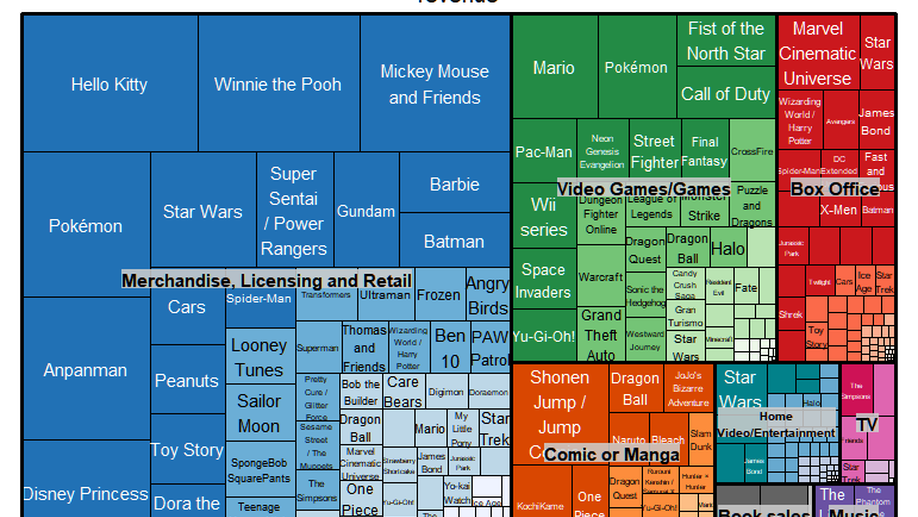 Hello Kitty
Winnie the Pooh
Mickey Mouse
and Friends
Pokémon
Star Wars
Super
Sentai
/ Power
Rangers
Gundam
Barbie
Batman
Merchandise, Licensing and Retail
Anpanman
Cars
Spider-Man
Transformers
Ultraman
Frozen
Angry
Birds
Peanuts
Looney
Tunes
Superman
Thomas
and
Friends
Wizarding
World /
Harry
Potter
Ben
10
PAW
Patrol
Sailor
Moon
Pretty
Cure /
Glitter
Force
Bob the
Builder
Care
Bears
Digimon
Doraemon
Disney Princess
Toy Story
SpongeBob
SquarePants
Sesame
Street
/ The
Muppets
Dragon
Ball
Mario
My
Little
Pony
Star
Trek
Marvel
Cinematic
Universe
Strawberry
Shortcake
James
Bond
Jurassic
Park
Dora the
Teenage
The
Simpsons
One
Piece
Yu-Gi-Oh!
Yo-kai
Watch
Ice Age
The
Mario
Pokémon
Fist of the
North Star
Call of Duty
Pac-Man
Neon
Genesis
Evangelion
Street
Fighter
Final
Fantasy
CrossFire
Video Games/Games
Wii
series
Dungeon
Fighter
Online
League of
Legends
Strike
Puzzle
and
Dragons
Space
Invaders
Warcraft
Dragon
Quest
Dragon
Ball
Halo
Yu-Gi-Oh!
Grand
Theft
Auto
Sonic the
Hedgehog
Candy
Crush
Saga
Resident
Evil
Fate
Westward
Journey
Gran
Turismo
Star
Wars
Minecraft
Marvel
Cinematic
Universe
Star
Wars
Wizarding
World /
Harry
Potter
Avengers
James
Bond
Spider-Man
DC
Extended
Fast
and
Box Office
X-Men
Batman
Jurassic
Park
Twilight
Cars
Ice
Age
Star
Trek
Shrek
Toy
Story
Shonen
Jump /
Jump
Dragon
Ball
JoJo's
Bizarre
Adventure
Naruto
Bleach
Slam
Dunk
Comic or Manga
KochiKame
One
Piece
Dragon
Quest
Rurouni
Kenshin /
Hunter ×
Hunter
Yu-Gi-Oh!
Star
Wars
Halo
Home
Video/Entertainment
James
Bond
The
Simpsons
TV
Friends
Star
Trek
Book sales
The
Music
The
Phantom